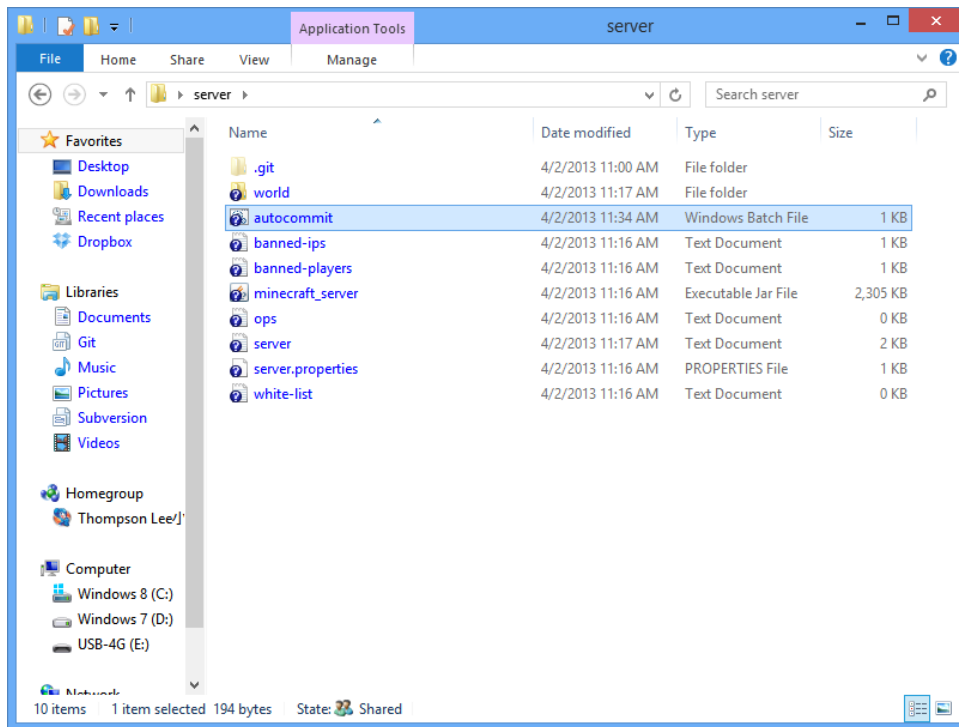 Application Tools server
File Home Share View Manage
server
Search server
Favorites
Desktop
Downloads
Recent places
Dropbox
Libraries
Documents
Git
Music
Pictures
Subversion
Videos
Homegroup
Thompson Lee
Computer
Windows 8 (C:)
Windows 7 (D:)
USB-4G (E:)
Network
Name Date modified Type Size
.git 4/2/2013 11:00 AM File folder
world 4/2/2013 11:17 AM File folder
autocommit 4/2/2013 11:34 AM Windows Batch File 1 KB
banned-ips 4/2/2013 11:16 AM Text Document 1 KB
banned-players 4/2/2013 11:16 AM Text Document 1 KB
minecraft_server 4/2/2013 11:16 AM Executable Jar File 2,305 KB
ops 4/2/2013 11:16 AM Text Document 0 KB
server 4/2/2013 11:17 AM Text Document 2 KB
server.properties 4/2/2013 11:16 AM PROPERTIES File 1 KB
white-list 4/2/2013 11:16 AM Text Document 0 KB
10 items 1 item selected 194 bytes State: Shared